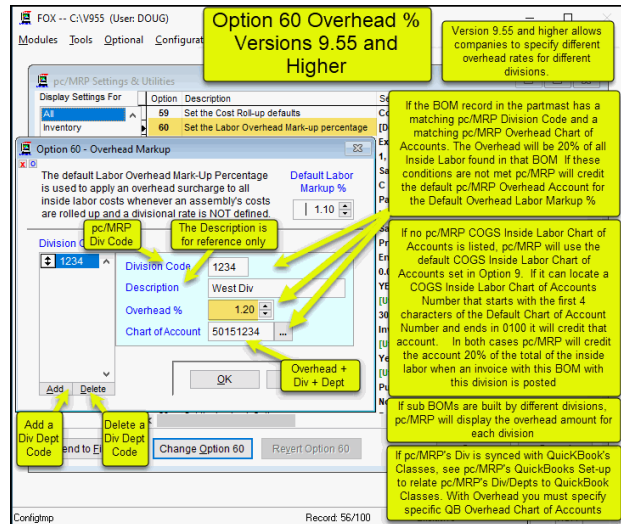 FOX -- C:\V955 (User: DOUG)
Modules Tools Optional Configurat
Option 60 Overhead %
Versions 9.55 and
Higher
Version 9.55 and higher allows
companies to specify different
overhead rates for different
divisions.
pc/MRP Settings & Utilities
Display Settings For
Option Description
All
Inventory
59 Set the Cost Roll-up defaults
60 Set the Labor Overhead Mark-up percentage
If the BOM record in the partmast has a
matching pc/MRP Division Code and a
matching pc/MRP Overhead Chart of
Accounts. The Overhead will be 20% of all
Inside Labor found in that BOM If these
conditions are not met pc/MRP will credit
the default pc/MRP Overhead Account for
the Default Overhead Labor Markup %
Option 60 - Overhead Markup
The default Labor Overhead Mark-Up Percentage
is used to apply an overhead surcharge to all
inside labor costs whenever an assembly's costs
are rolled up and a divisional rate is NOT defined.
Default Labor
Markup %
1.10
pc/MRP
Div Code
The Description is
for reference only
Division C
1234
Division Code 1234
Description West Div
Overhead % 1.20
Chart of Account 50151234 ...
If no pc/MRP COGS Inside Labor Chart of
Accounts is listed, pc/MRP will use the
default COGS Inside Labor Chart of
Accounts set in Option 9. If it can locate a
COGS Inside Labor Chart of Accounts
Number that starts with the first 4
characters of the Default Chart of Account
Number and ends in 0100 it will credit that
account. In both cases pc/MRP will credit
the account 20% of the total of the inside
labor when an invoice with this BOM with
this division is posted
Overhead +
Div + Dept
OK
Add Delete
Add a
Div Dept
Code
Delete a
Div Dept
Code
If sub BOMs are built by different divisions,
pc/MRP will display the overhead amount for
each division
end to Fi
Change Option 60
Revert Option 60
If pc/MRP's Div is synced with QuickBOok's
Classes, see pc/MRP's QuickBooks Set-up
to relate pc/MRP's Div/Depts to QuickBook
Classes. With Overhead you must specify
specific QB Overhead Chart of Accounts
Configtmp
Record: 56/100